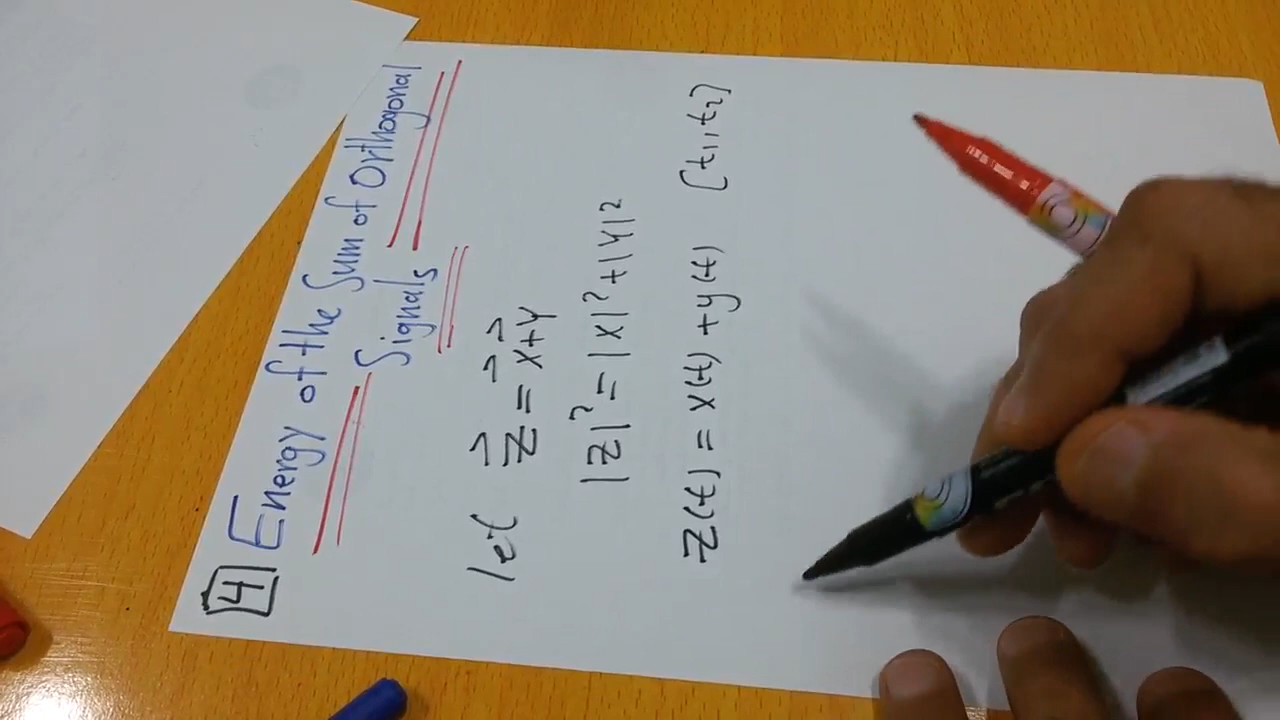 4 Energy of the Sum of Orthogonal
Signals
let z⃗ = x⃗ + y⃗
|z|² = |x|² + |y|²
z(t) = x(t) + y(t) [t₁, t₂]